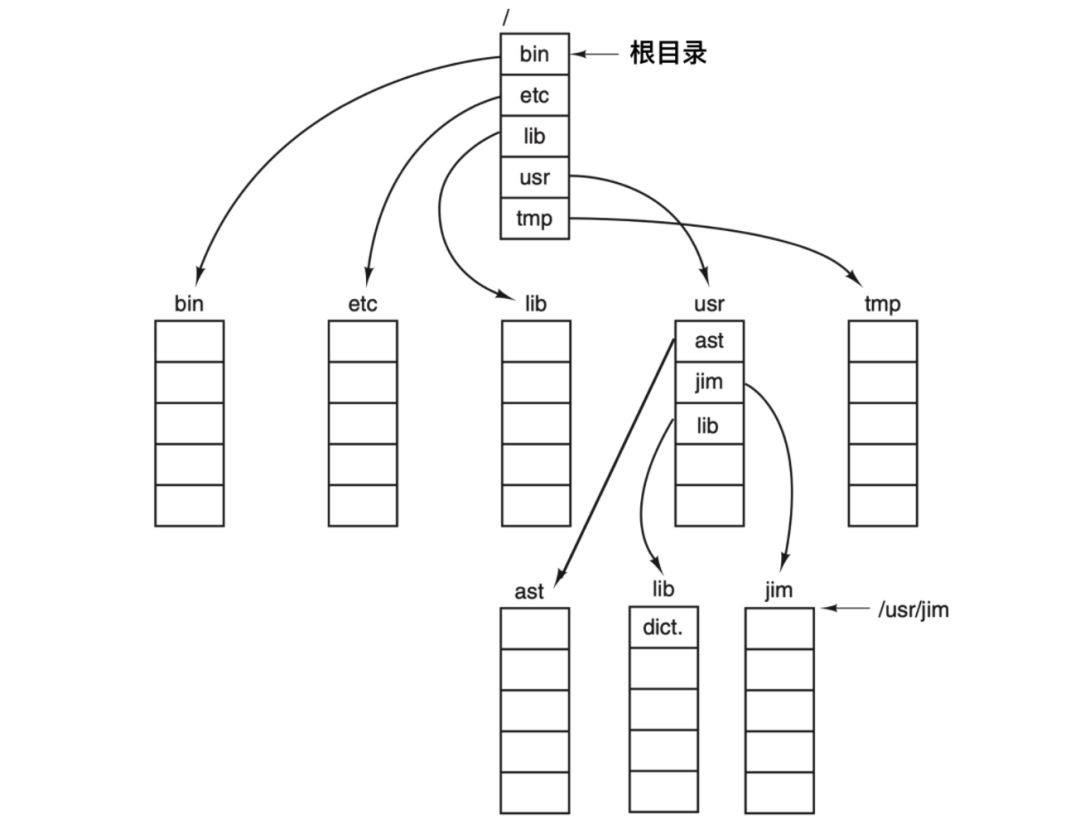 /
bin
根目录
etc
lib
usr
tmp
bin
etc
lib
usr
tmp
ast
jim
lib
ast
lib
jim
dict.
/usr/jim